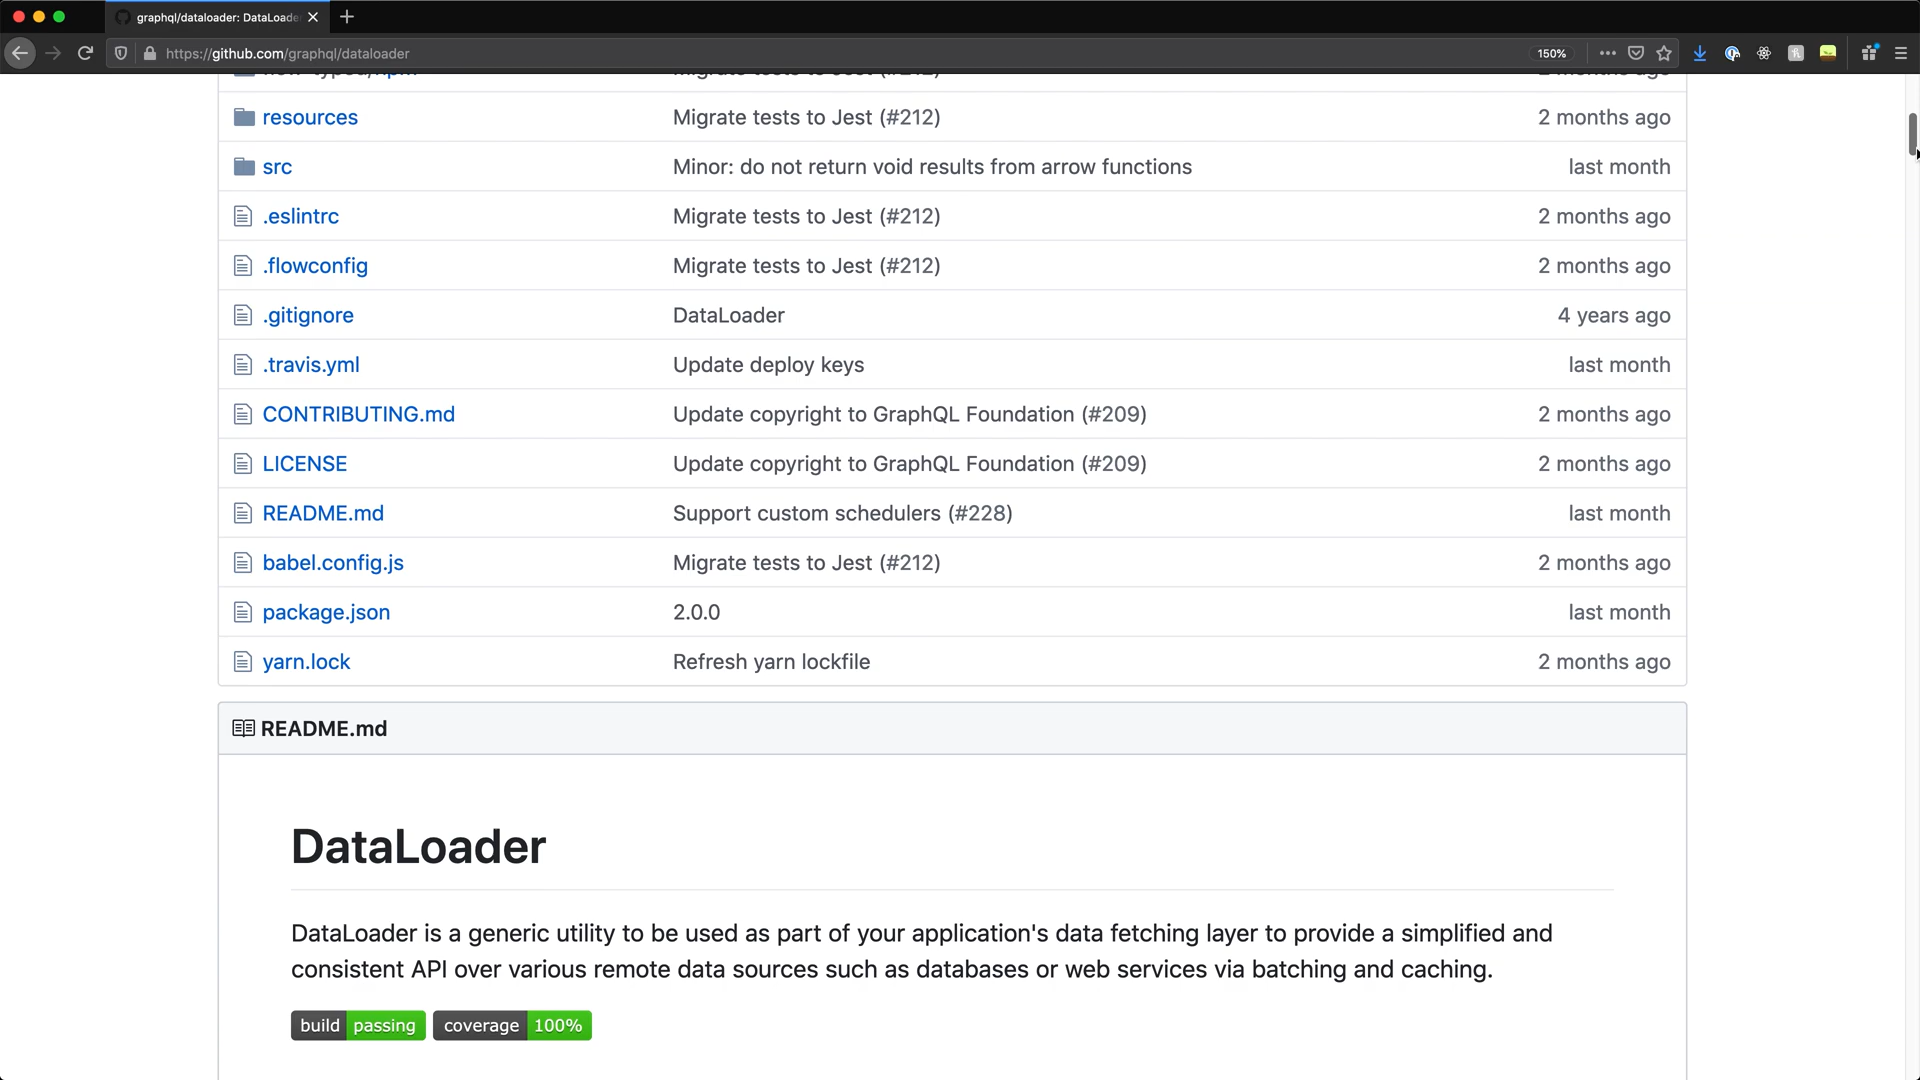 graphql/dataloader: DataLoade
https://github.com/graphql/dataloader
150%
resources Migrate tests to Jest (#212) 2 months ago
src Minor: do not return void results from arrow functions last month
.eslintrc Migrate tests to Jest (#212) 2 months ago
.flowconfig Migrate tests to Jest (#212) 2 months ago
.gitignore DataLoader 4 years ago
.travis.yml Update deploy keys last month
CONTRIBUTING.md Update copyright to GraphQL Foundation (#209) 2 months ago
LICENSE Update copyright to GraphQL Foundation (#209) 2 months ago
README.md Support custom schedulers (#228) last month
babel.config.js Migrate tests to Jest (#212) 2 months ago
package.json 2.0.0 last month
yarn.lock Refresh yarn lockfile 2 months ago
README.md
DataLoader
DataLoader is a generic utility to be used as part of your application's data fetching layer to provide a simplified and
consistent API over various remote data sources such as databases or web services via batching and caching.
build passing coverage 100%